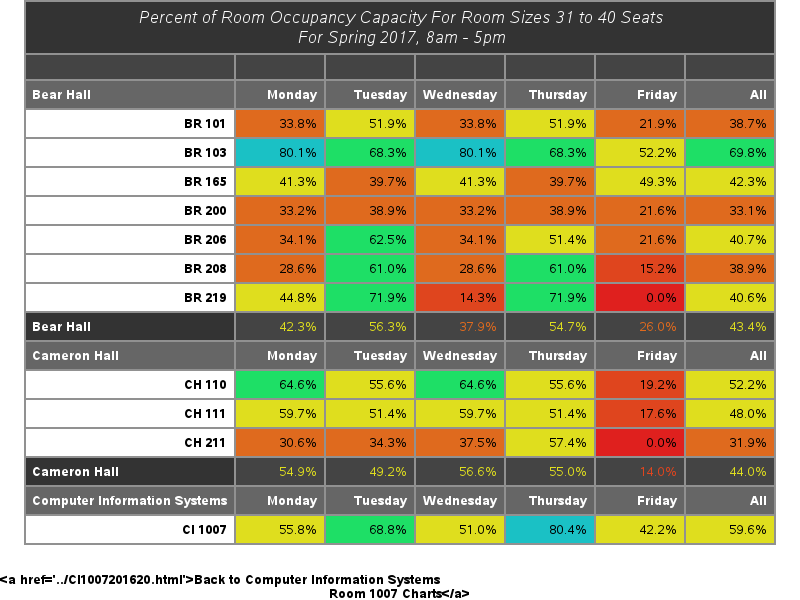 Percent of Room Occupancy Capacity For Room Sizes 31 to 40 Seats
For Spring 2017, 8am - 5pm
Bear Hall Monday Tuesday Wednesday Thursday Friday All
BR 101 33.8% 51.9% 33.8% 51.9% 21.9% 38.7%
BR 103 80.1% 68.3% 80.1% 68.3% 52.2% 69.8%
BR 165 41.3% 39.7% 41.3% 39.7% 49.3% 42.3%
BR 200 33.2% 38.9% 33.2% 38.9% 21.6% 33.1%
BR 206 34.1% 62.5% 34.1% 51.4% 21.6% 40.7%
BR 208 28.6% 61.0% 28.6% 61.0% 15.2% 38.9%
BR 219 44.8% 71.9% 14.3% 71.9% 0.0% 40.6%
Bear Hall 42.3% 56.3% 37.9% 54.7% 26.0% 43.4%
Cameron Hall Monday Tuesday Wednesday Thursday Friday All
CH 110 64.6% 55.6% 64.6% 55.6% 19.2% 52.2%
CH 111 59.7% 51.4% 59.7% 51.4% 17.6% 48.0%
CH 211 30.6% 34.3% 37.5% 57.4% 0.0% 31.9%
Cameron Hall 54.9% 49.2% 56.6% 55.0% 14.0% 44.0%
Computer Information Systems Monday Tuesday Wednesday Thursday Friday All
CI 1007 55.8% 68.8% 51.0% 80.4% 42.2% 59.6%
<a href='../CI1007201620.html'>Back to Computer Information Systems
Room 1007 Charts</a>